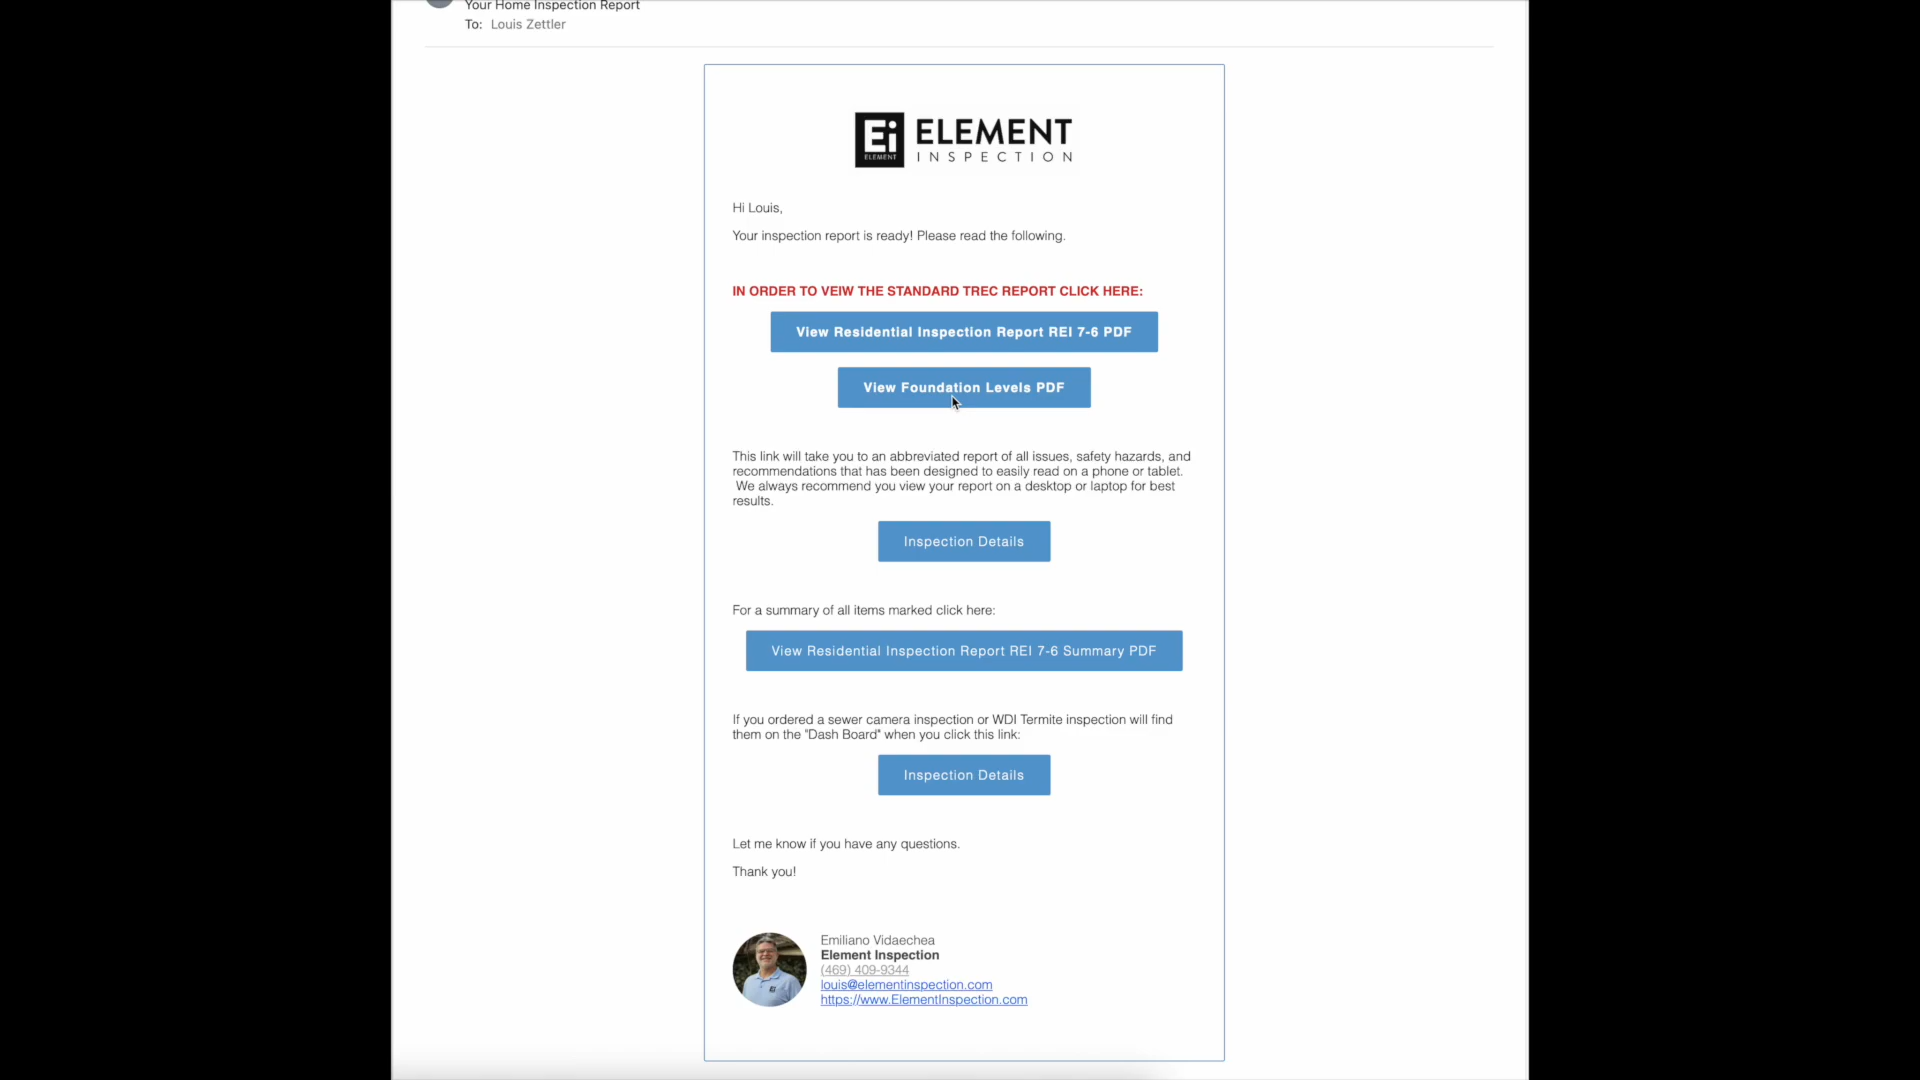 Your Home Inspection Report
To: Louis Zettler
Ei ELEMENT
ELEMENT
INSPECTION
Hi Louis,
Your inspection report is ready! Please read the following.
IN ORDER TO VEIW THE STANDARD TREC REPORT CLICK HERE:
View Residential Inspection Report REI 7-6 PDF
View Foundation Levels PDF
This link will take you to an abbreviated report of all issues, safety hazards, and
recommendations that has been designed to easily read on a phone or tablet.
We always recommend you view your report on a desktop or laptop for best
results.
Inspection Details
For a summary of all items marked click here:
View Residential Inspection Report REI 7-6 Summary PDF
If you ordered a sewer camera inspection or WDI Termite inspection will find
them on the "Dash Board" when you click this link:
Inspection Details
Let me know if you have any questions.
Thank you!
Emiliano Vidaechea
Element Inspection
(469) 409-9344
louis@elementinspection.com
https://www.ElementInspection.com